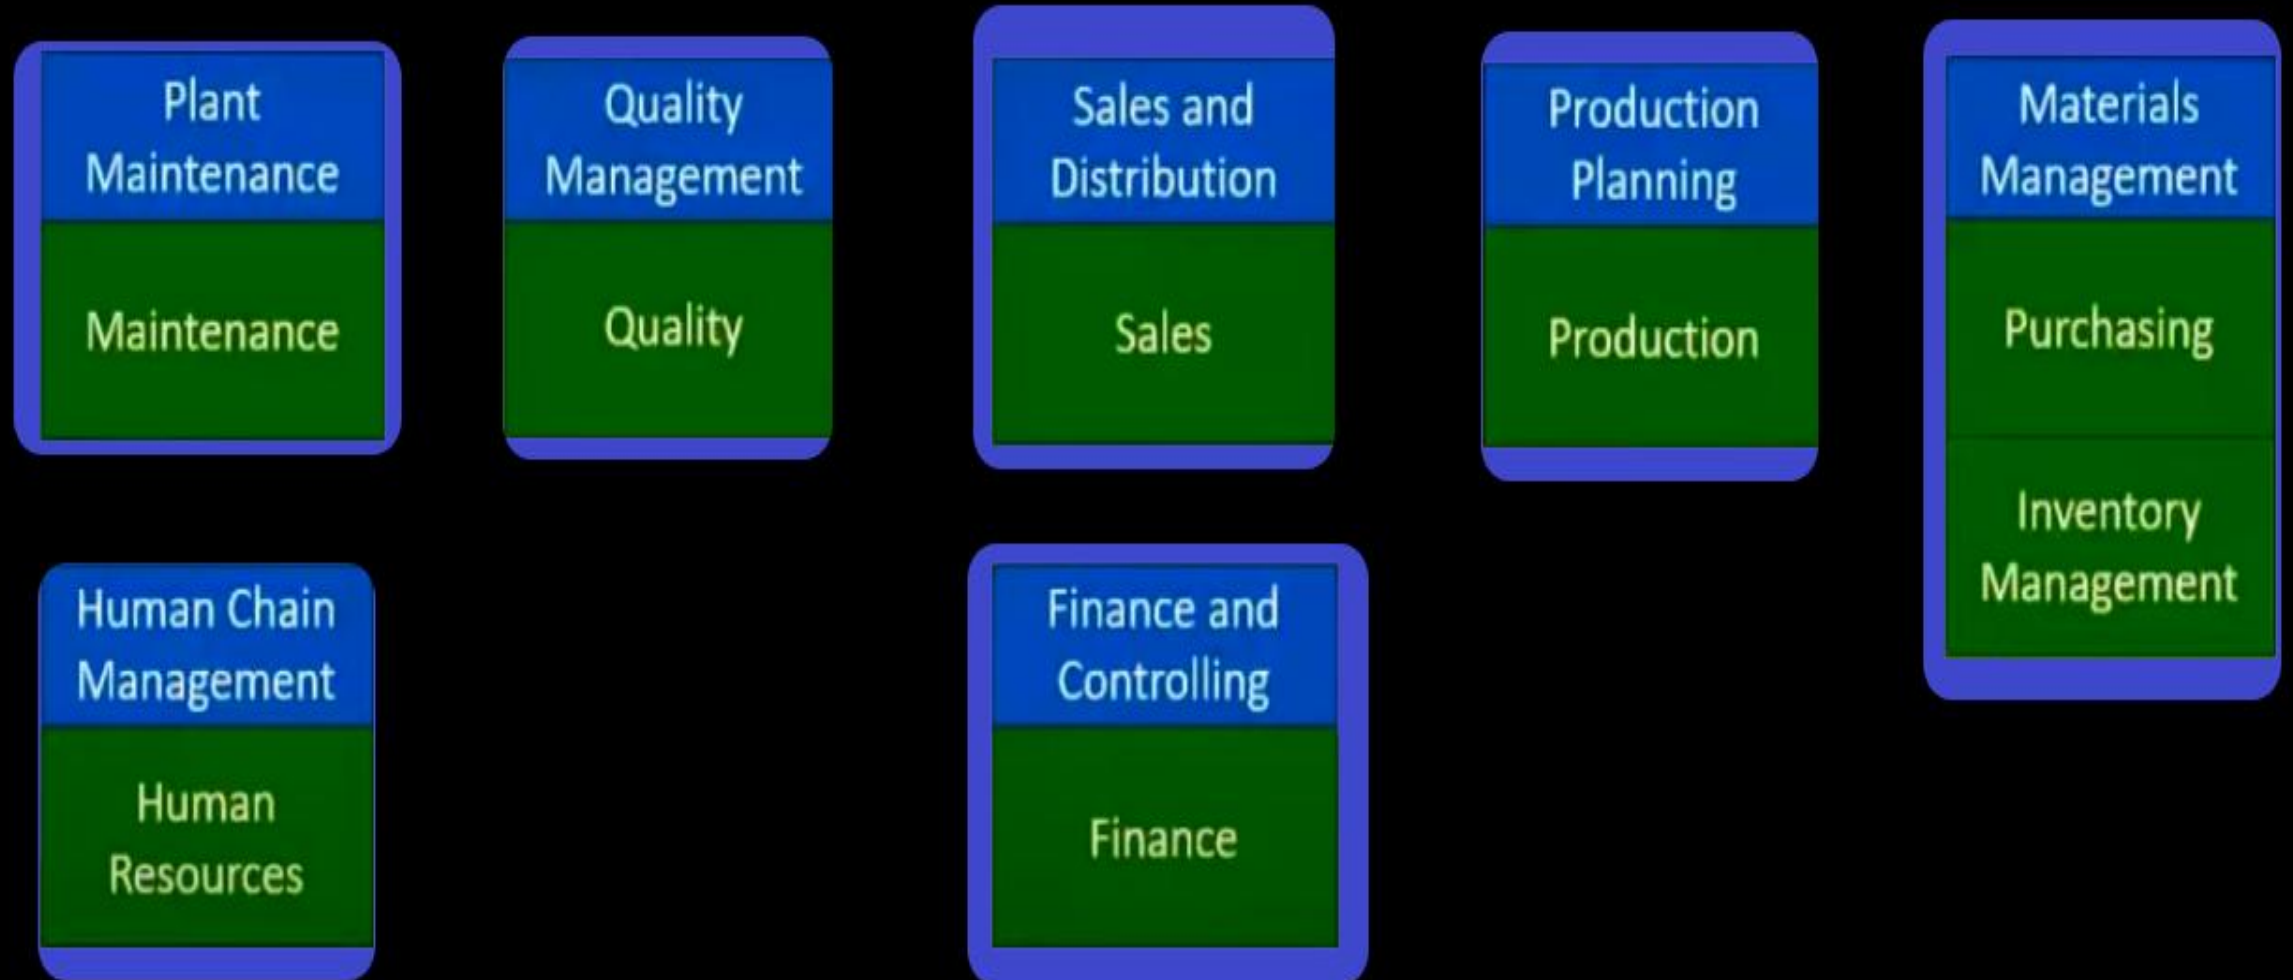 Plant
Maintenance
Maintenance
Quality
Management
Quality
Sales and
Distribution
Sales
Production
Planning
Production
Materials
Management
Purchasing
Inventory
Management
Human Chain
Management
Human
Resources
Finance and
Controlling
Finance